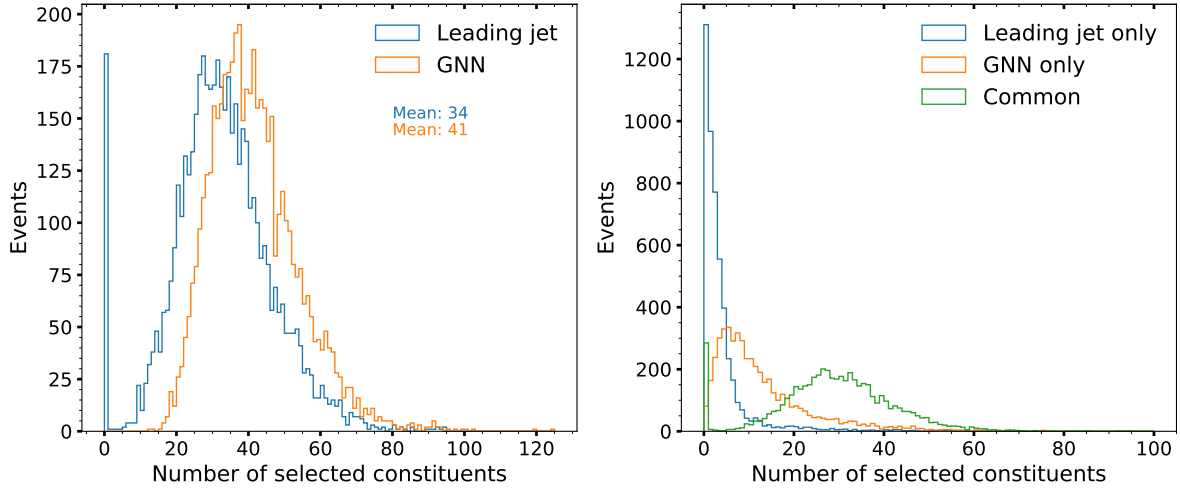 Leading jet
GNN
Mean: 34
Mean: 41
Events
200
175
150
125
100
75
50
25
0
0 20 40 60 80 100 120
Number of selected constituents
Leading jet only
GNN only
Common
Events
1200
1000
800
600
400
200
0
0 20 40 60 80 100
Number of selected constituents